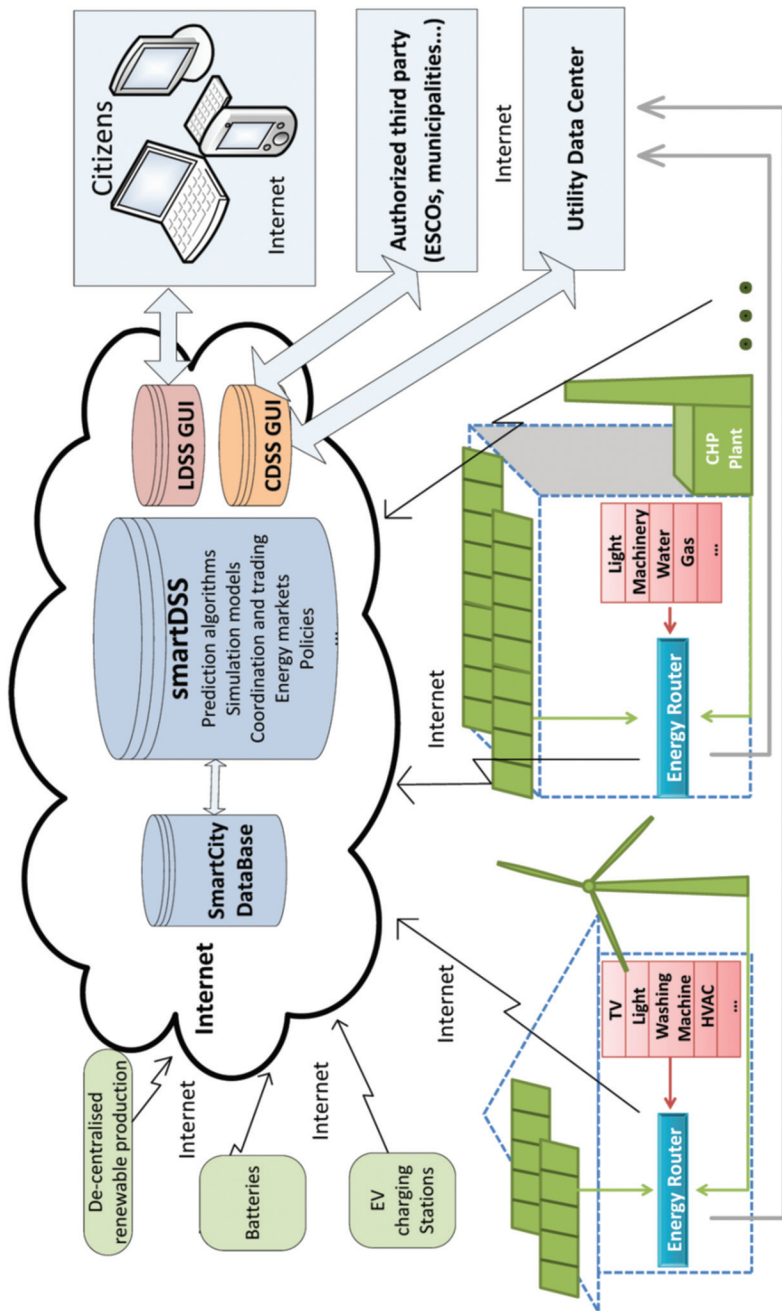 De-centralised
renewable production
Internet
Batteries
Internet
EV
charging
Stations
Internet
SmartCity
DataBase
smartDSS
Prediction algorithms
Simulation models
Coordination and trading
Energy markets
Policies
...
LDSS GUI
CDSS GUI
Citizens
Internet
Authorized third party
(ESCOs, municipalities...)
Internet
Utility Data Center
Internet
Internet
TV
Light
Washing
Machine
HVAC
...
Energy Router
Light
Machinery
Water
Gas
...
Energy Router
CHP
Plant